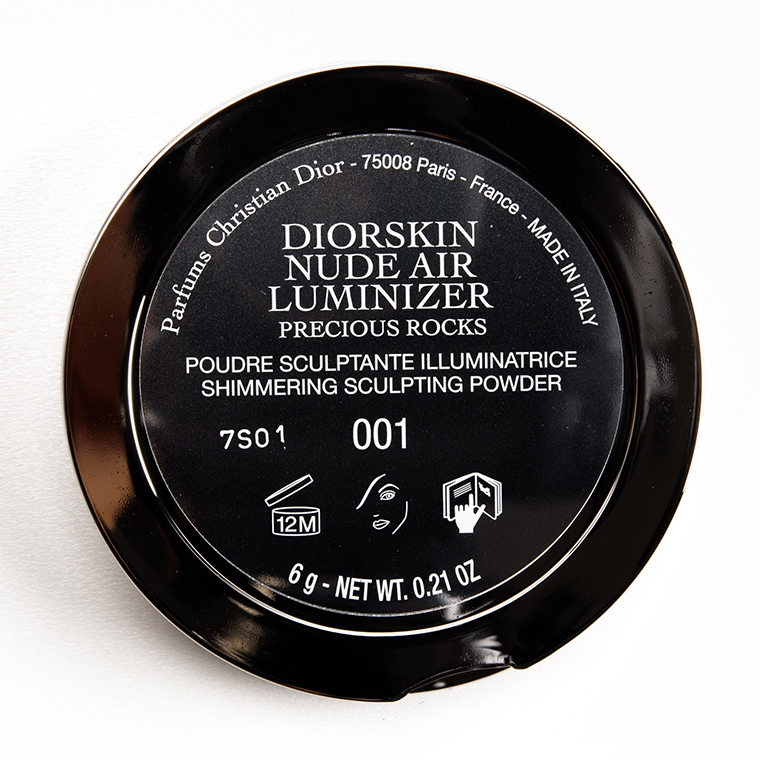 Parfums Christian Dior - 75008 Paris - France - MADE IN ITALY
DIORSKIN
NUDE AIR
LUMINIZER
PRECIOUS ROCKS
POUDRE SCULPTANTE ILLUMINATRICE
SHIMMERING SCULPTING POWDER
7S01 001
12M
6 g - NET WT. 0.21 OZ